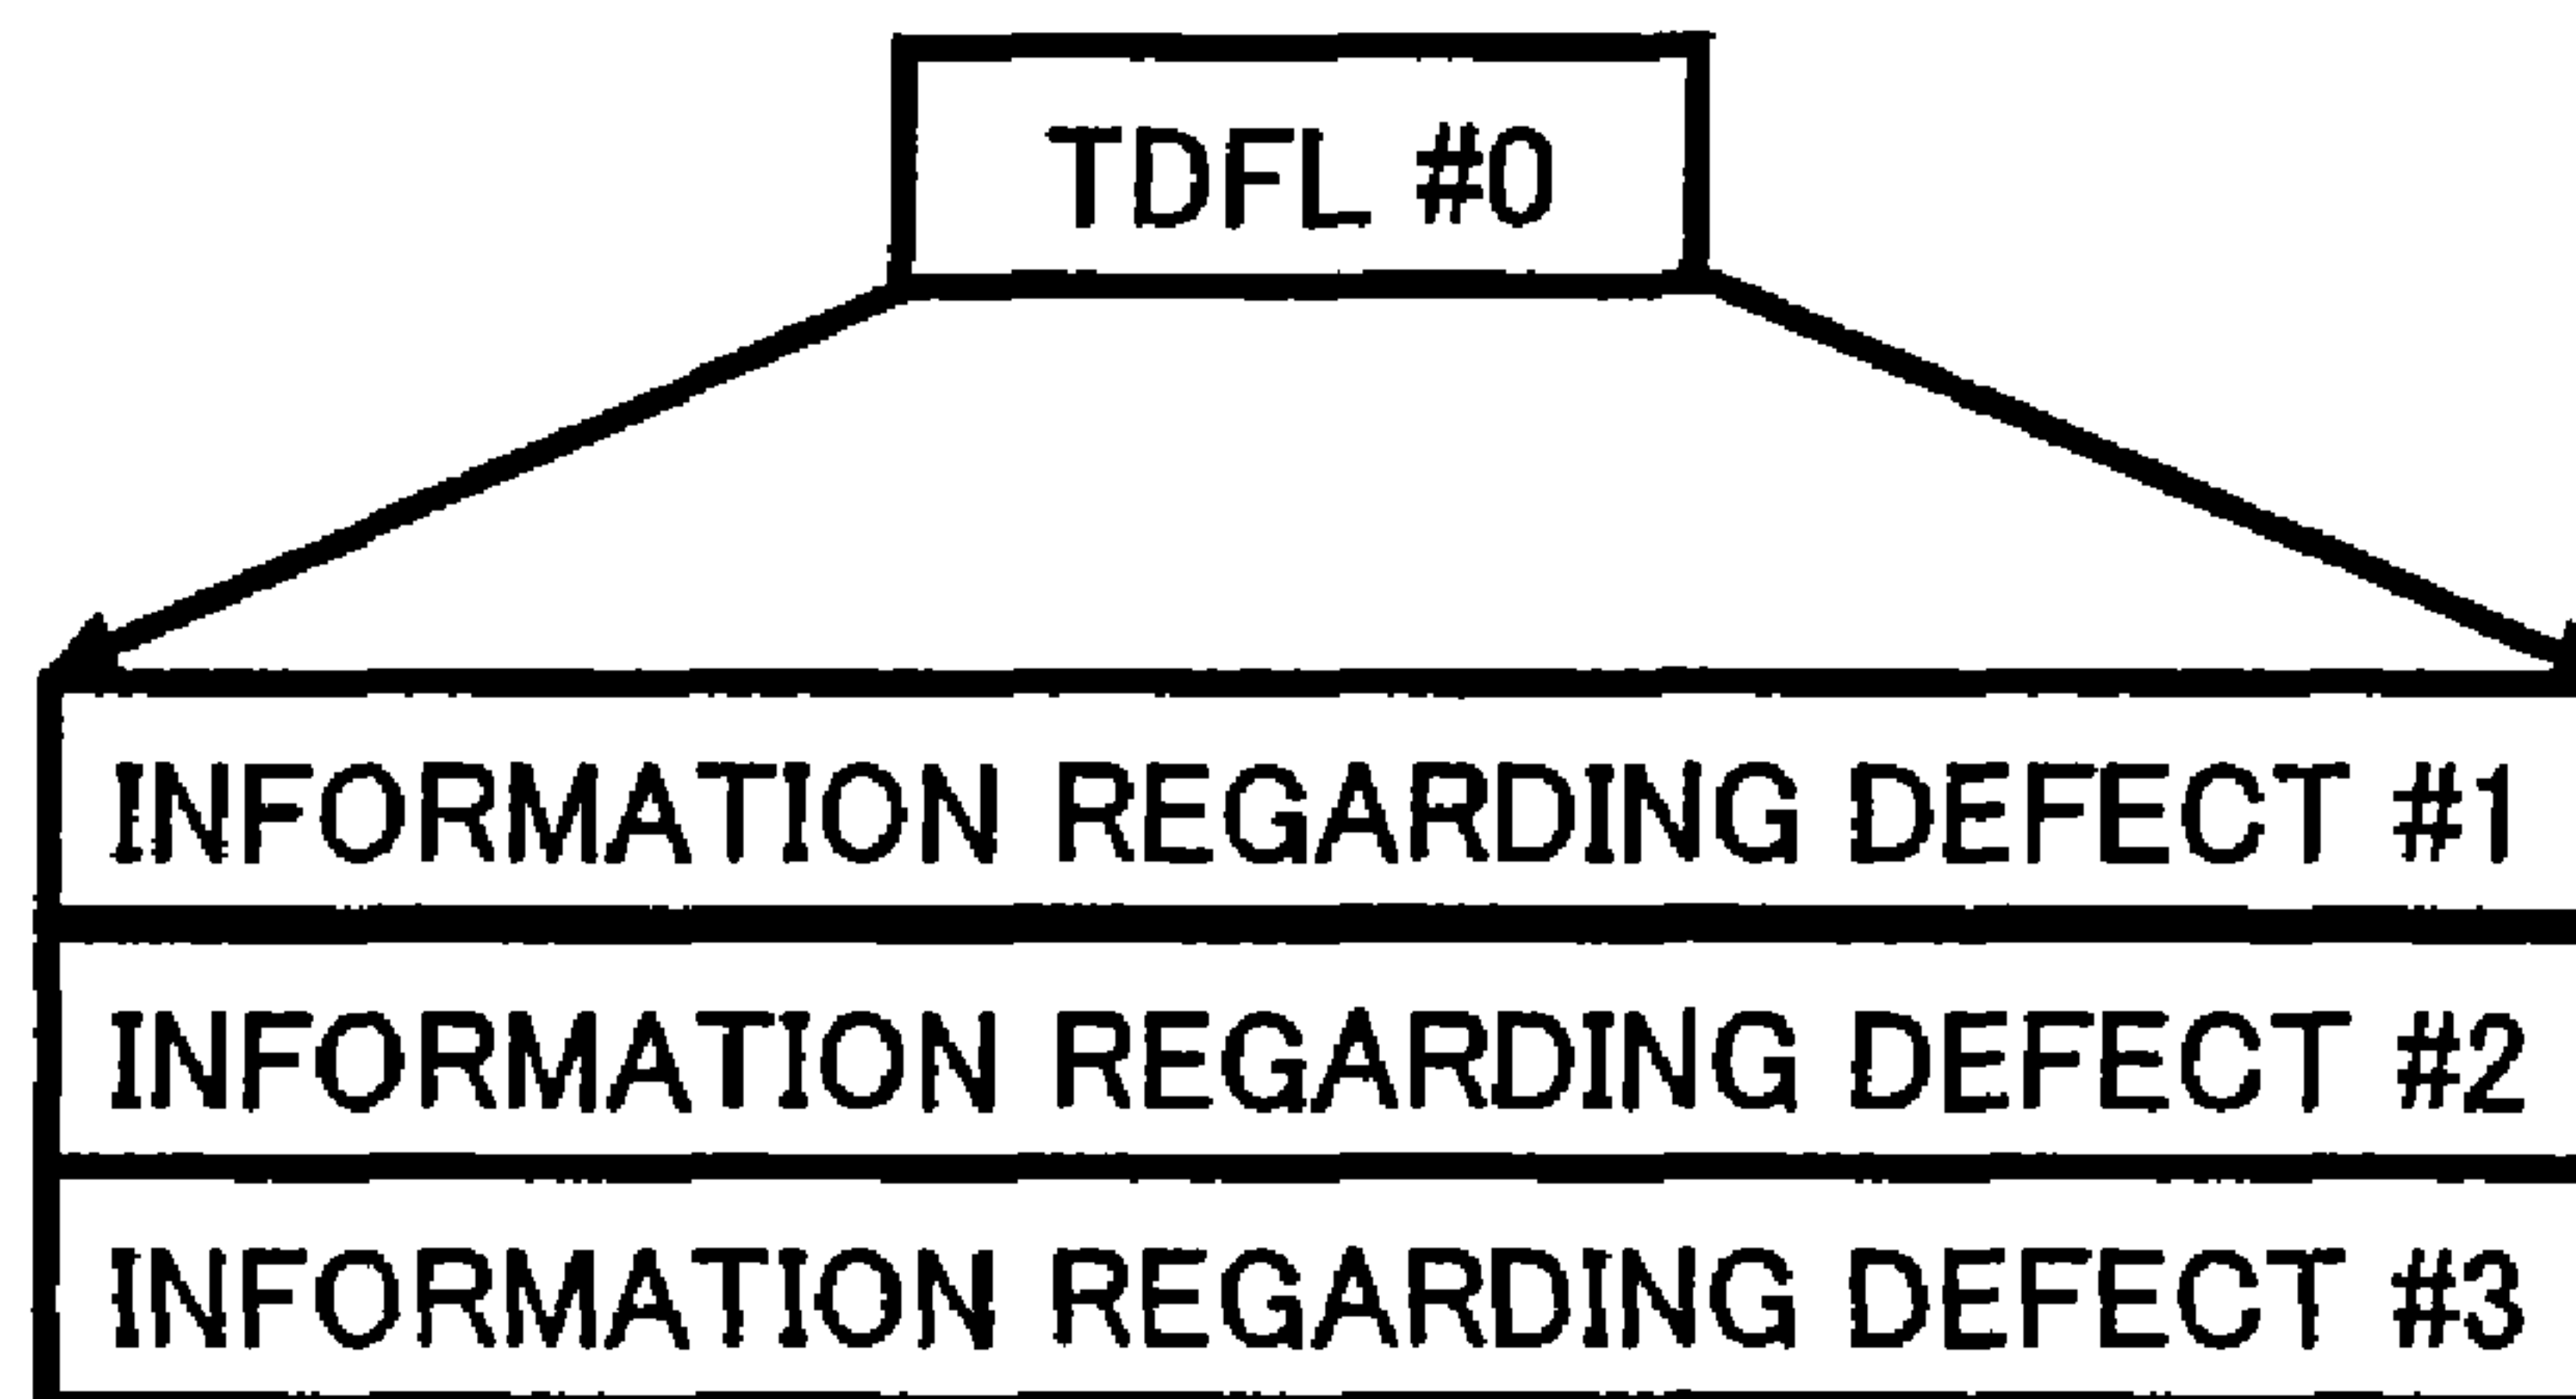 TDFL #0
INFORMATION REGARDING DEFECT #1
INFORMATION REGARDING DEFECT #2
INFORMATION REGARDING DEFECT #3